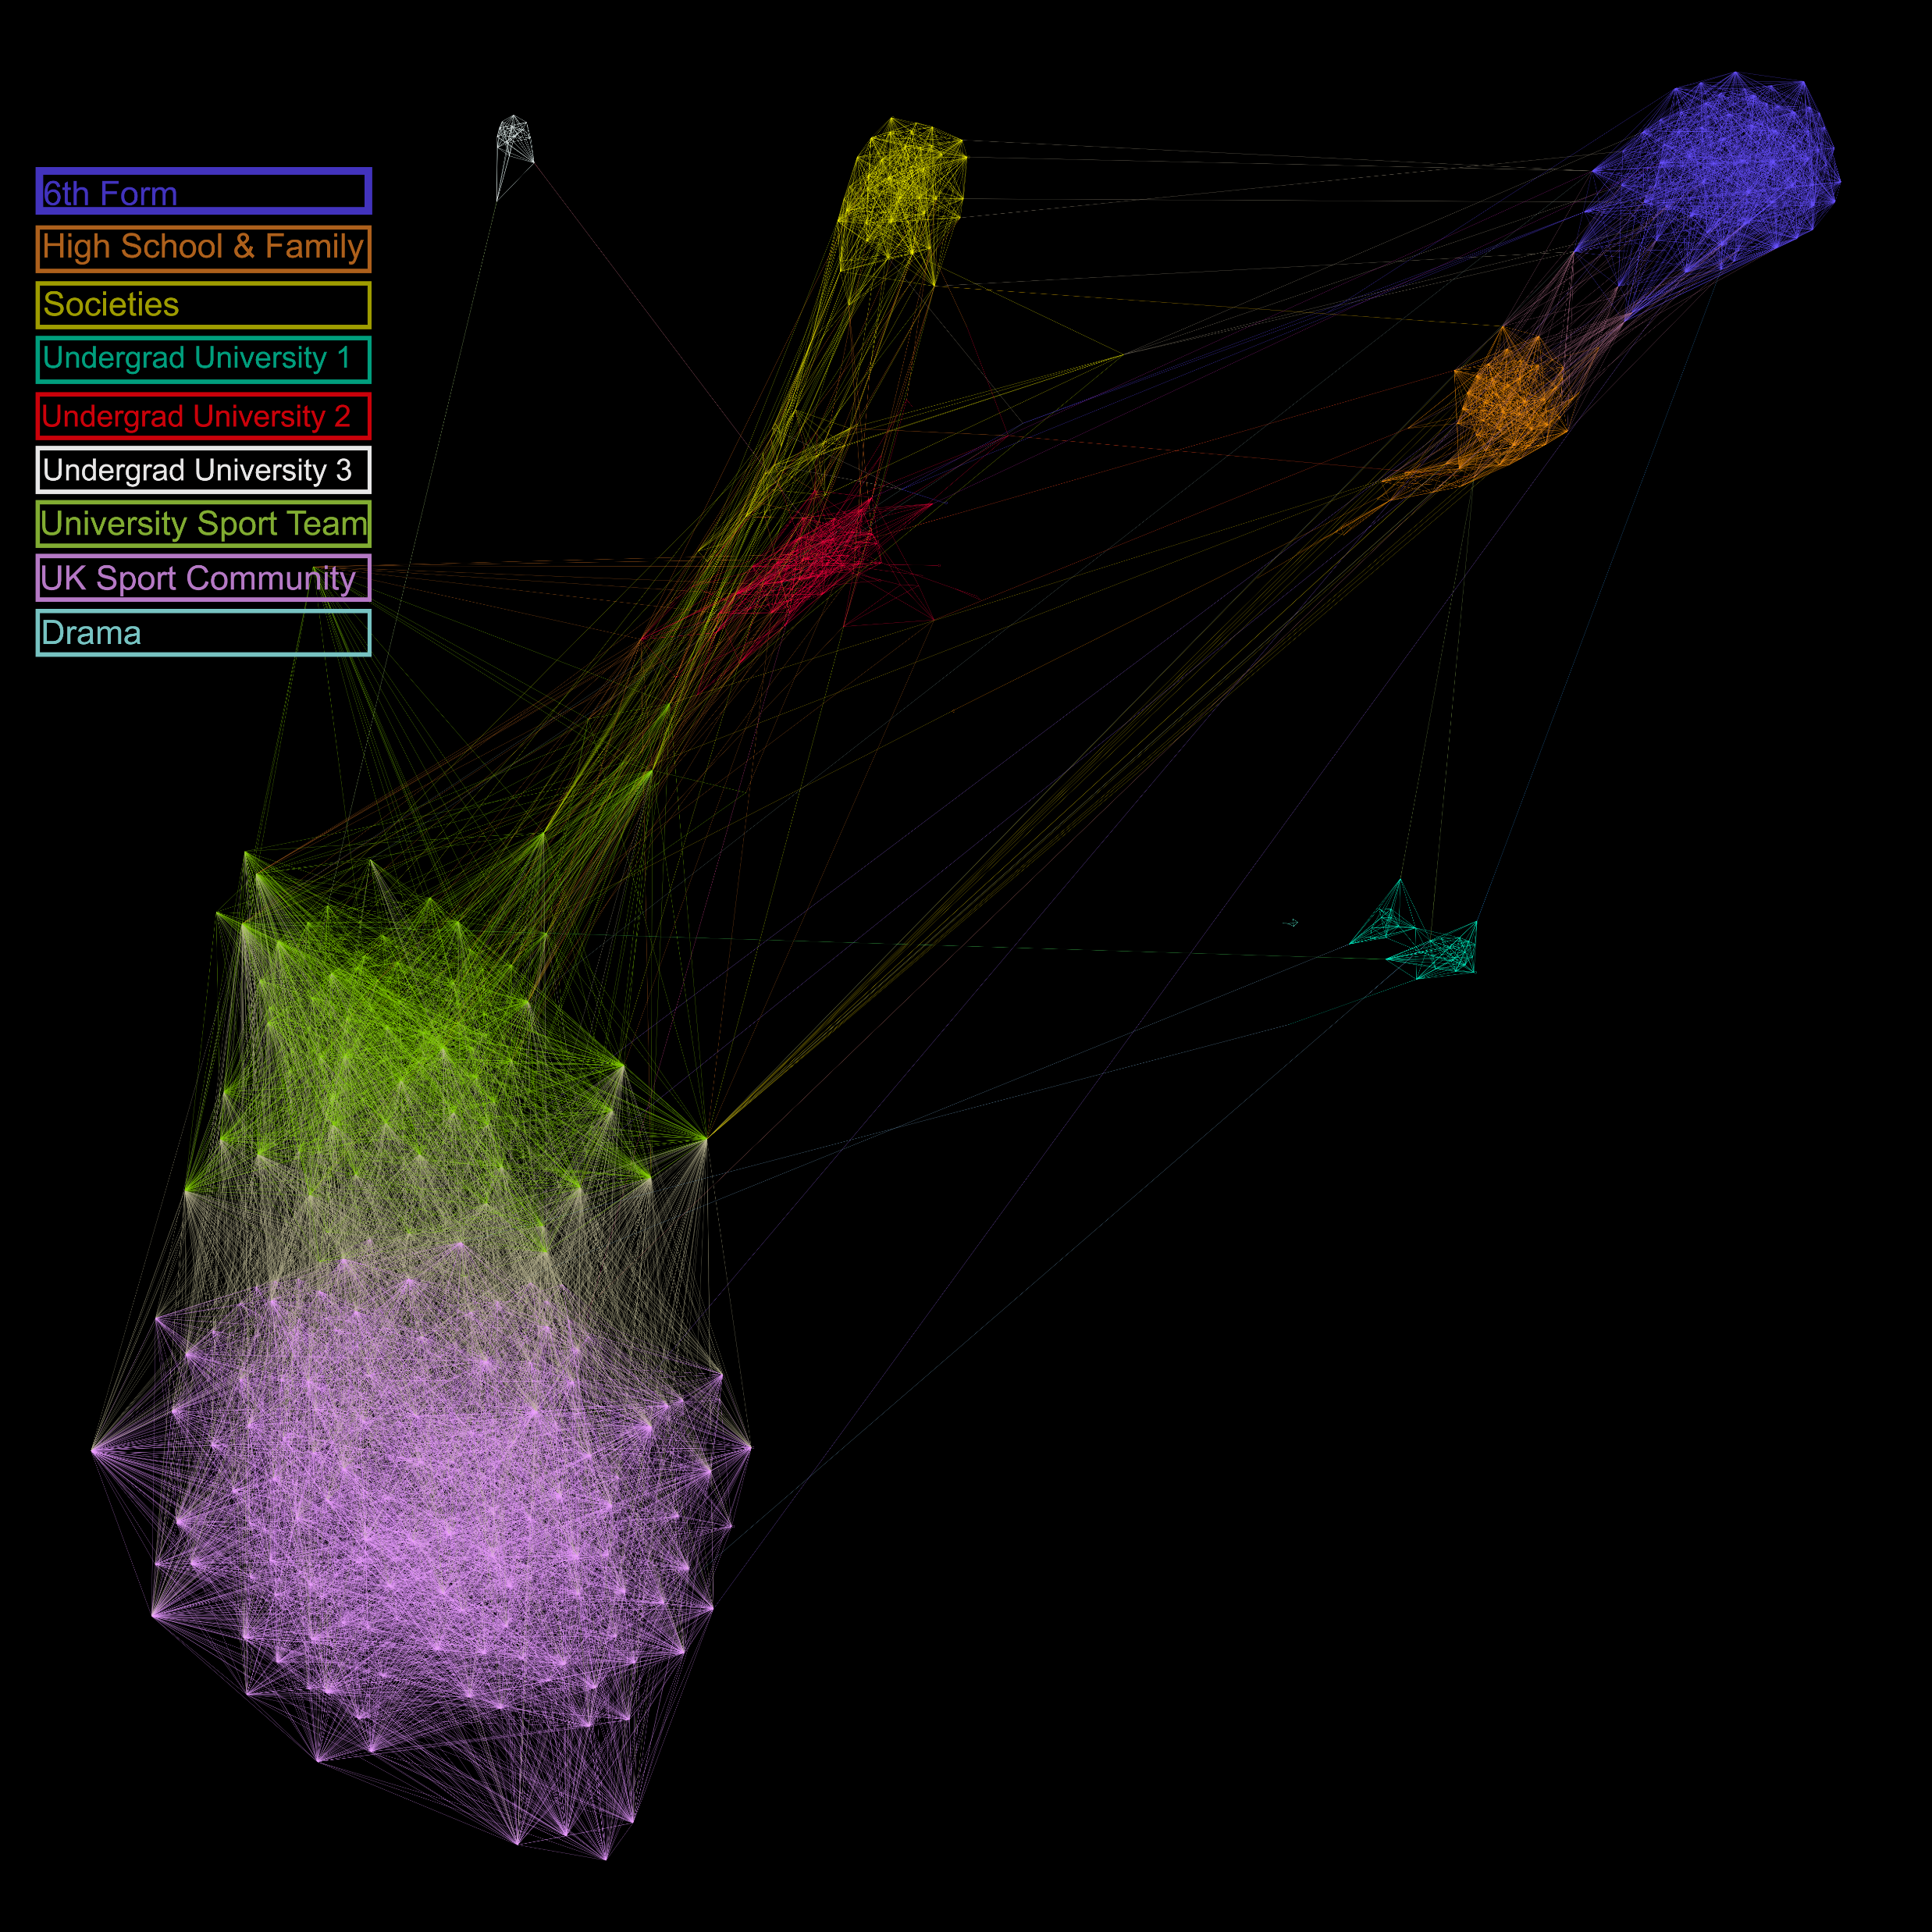 6th Form
High School & Family
Societies
Undergrad University 1
Undergrad University 2
Undergrad University 3
University Sport Team
UK Sport Community
Drama